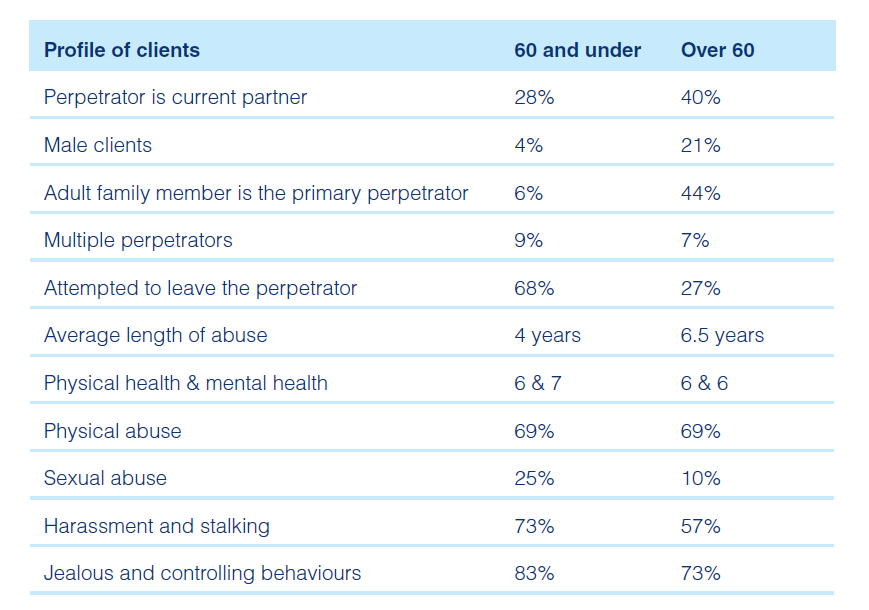 Profile of clients 60 and under Over 60
Perpetrator is current partner 28% 40%
Male clients 4% 21%
Adult family member is the primary perpetrator 6% 44%
Multiple perpetrators 9% 7%
Attempted to leave the perpetrator 68% 27%
Average length of abuse 4 years 6.5 years
Physical health & mental health 6 & 7 6 & 6
Physical abuse 69% 69%
Sexual abuse 25% 10%
Harassment and stalking 73% 57%
Jealous and controlling behaviours 83% 73%